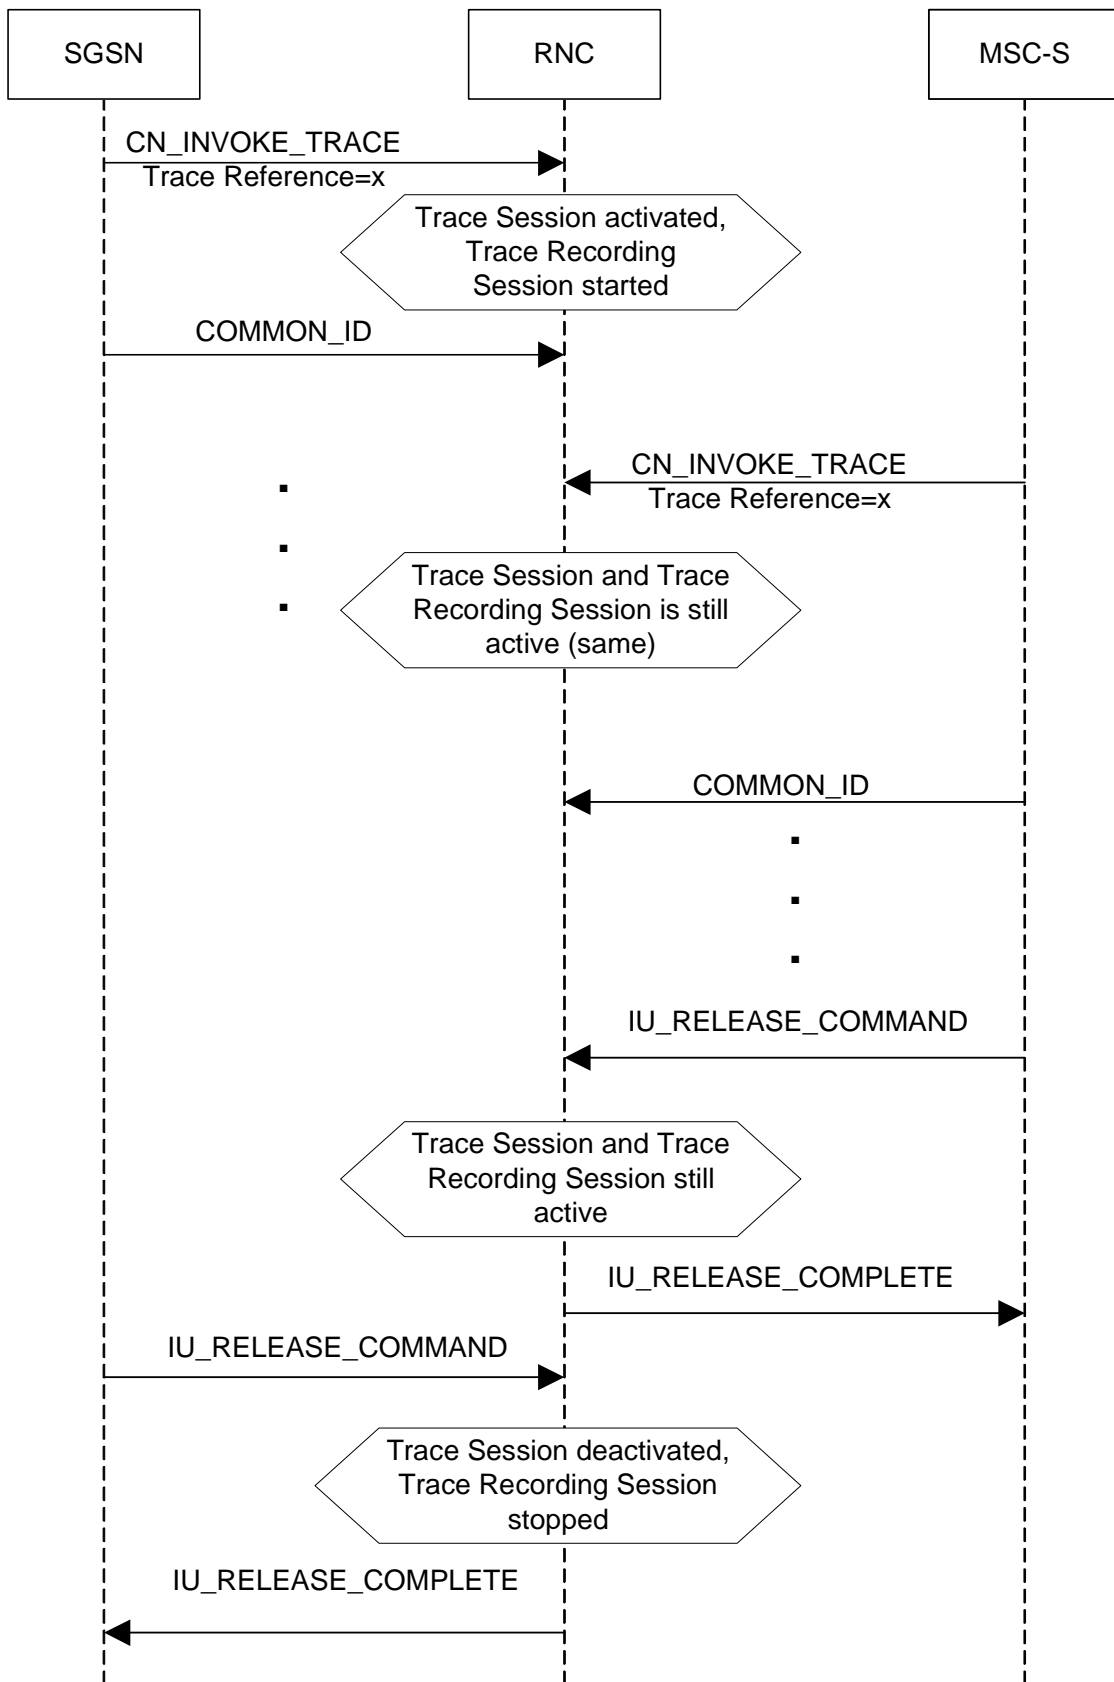 SGSN
RNC
MSC-S
CN_INVOKE_TRACE
Trace Reference=x
Trace Session activated,
Trace Recording
Session started
COMMON_ID
CN_INVOKE_TRACE
Trace Reference=x
Trace Session and Trace
Recording Session is still
active (same)
COMMON_ID
IU_RELEASE_COMMAND
Trace Session and Trace
Recording Session still
active
IU_RELEASE_COMPLETE
IU_RELEASE_COMMAND
Trace Session deactivated,
Trace Recording Session
stopped
IU_RELEASE_COMPLETE